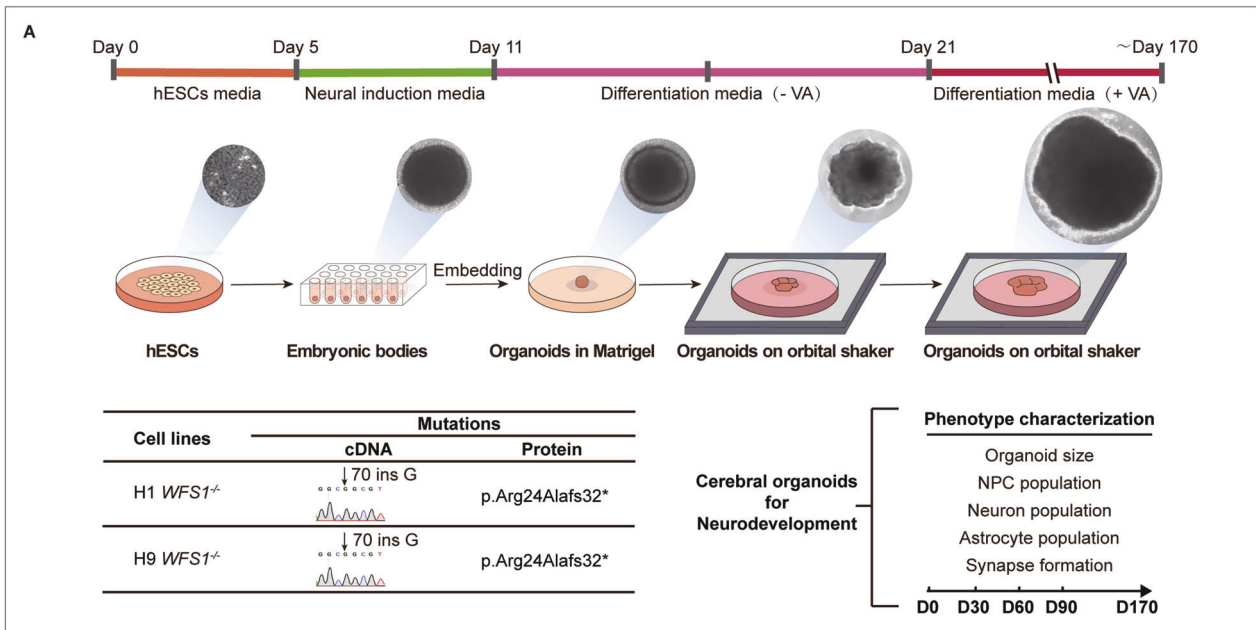 A
Day 0
Day 5
Day 11
Day 21
~Day 170
hESCs media
Neural induction media
Differentiation media (- VA)
Differentiation media (+ VA)
Embedding
hESCs
Embryonic bodies
Organoids in Matrigel
Organoids on orbital shaker
Organoids on orbital shaker
Cell lines
Mutations
cDNA
Protein
H1 WFS1-/-
70 ins G
G G C G G C G T
p.Arg24Alafs32*
H9 WFS1-/-
70 ins G
G G C G G C G T
p.Arg24Alafs32*
Cerebral organoids
for
Neurodevelopment
Phenotype characterization
Organoid size
NPC population
Neuron population
Astrocyte population
Synapse formation
D0 D30 D60 D90 D170